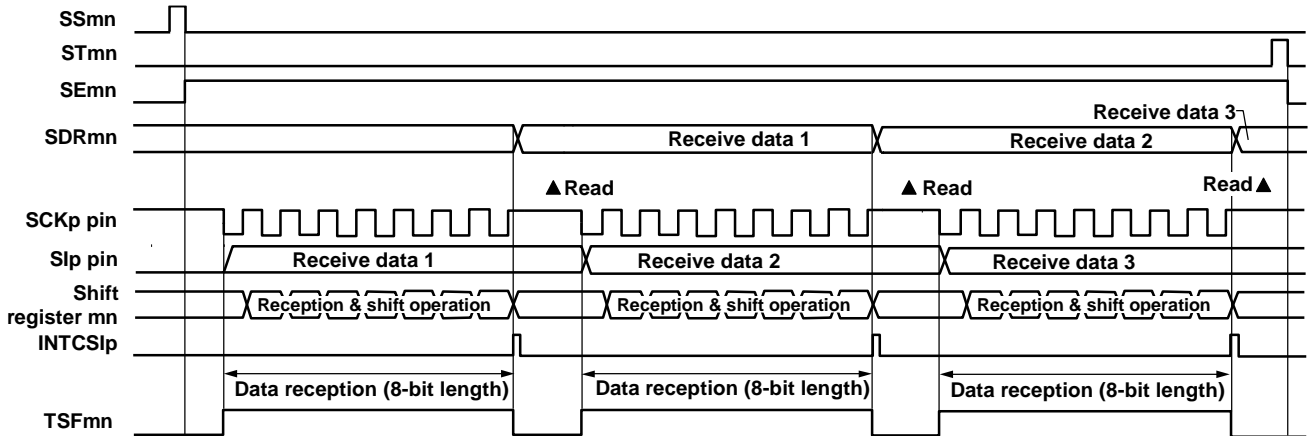 SSmn
STmn
SEmn
Receive data 3
SDRmn
Receive data 1
Receive data 2
▲ Read
▲ Read
Read ▲
SCKp pin
SIp pin
Receive data 1
Receive data 2
Receive data 3
Shift
register mn
Reception & shift operation
Reception & shift operation
Reception & shift operation
INTCSIp
Data reception (8-bit length)
Data reception (8-bit length)
Data reception (8-bit length)
TSFmn